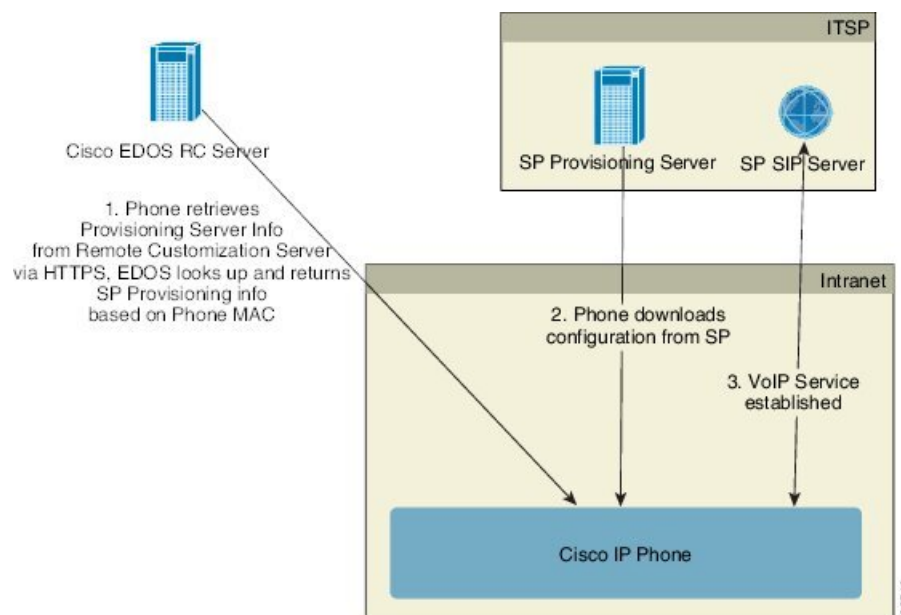 ITSP
Cisco EDOS RC Server
SP Provisioning Server
SP SIP Server
1. Phone retrieves
Provisioning Server Info
from Remote Customization Server
via HTTPS, EDOS looks up and returns
SP Provisioning info
based on Phone MAC
Intranet
2. Phone downloads
configuration from SP
3. VoIP Service
established
Cisco IP Phone